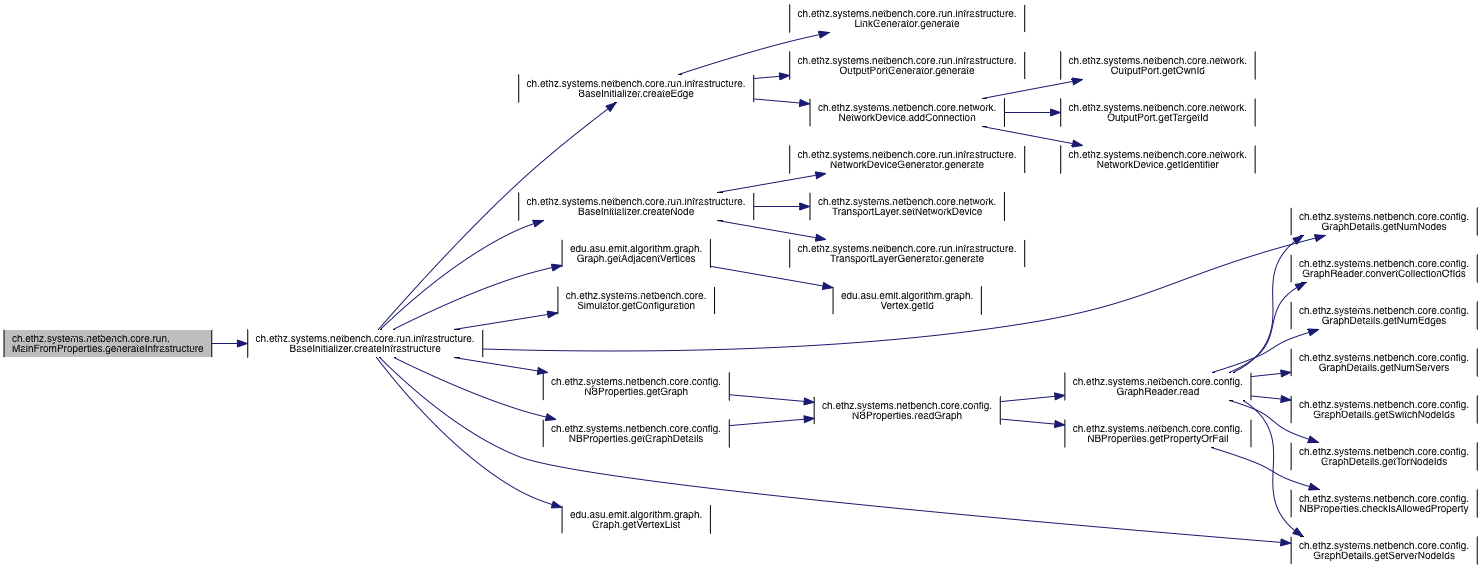 ch.ethz.systems.netbench.core.run.infrastructure.
LinkGenerator.generate
ch.ethz.systems.netbench.core.run.infrastructure.
OutputPortGenerator.generate
ch.ethz.systems.netbench.core.network.
OutputPort.getOwnId
ch.ethz.systems.netbench.core.run.infrastructure.
BaseInitializer.createEdge
ch.ethz.systems.netbench.core.network.
NetworkDevice.addConnection
ch.ethz.systems.netbench.core.network.
OutputPort.getTargetId
ch.ethz.systems.netbench.core.run.infrastructure.
NetworkDeviceGenerator.generate
ch.ethz.systems.netbench.core.network.
NetworkDevice.getIdentifier
ch.ethz.systems.netbench.core.run.infrastructure.
BaseInitializer.createNode
ch.ethz.systems.netbench.core.network.
TransportLayer.setNetworkDevice
ch.ethz.systems.netbench.core.config.
GraphDetails.getNumNodes
edu.asu.emit.algorithm.graph.
Graph.getAdjacentVertices
ch.ethz.systems.netbench.core.run.infrastructure.
TransportLayerGenerator.generate
ch.ethz.systems.netbench.core.config.
GraphReader.convertCollectionOfIds
ch.ethz.systems.netbench.core.
Simulator.getConfiguration
edu.asu.emit.algorithm.graph.
Vertex.getId
ch.ethz.systems.netbench.core.config.
GraphDetails.getNumEdges
ch.ethz.systems.netbench.core.run.
MainFromProperties.generateInfrastructure
ch.ethz.systems.netbench.core.run.infrastructure.
BaseInitializer.createInfrastructure
ch.ethz.systems.netbench.core.config.
GraphDetails.getNumServers
ch.ethz.systems.netbench.core.config.
NBProperties.getGraph
ch.ethz.systems.netbench.core.config.
GraphReader.read
ch.ethz.systems.netbench.core.config.
NBProperties.readGraph
ch.ethz.systems.netbench.core.config.
GraphDetails.getSwitchNodeIds
ch.ethz.systems.netbench.core.config.
NBProperties.getGraphDetails
ch.ethz.systems.netbench.core.config.
NBProperties.getPropertyOrFail
ch.ethz.systems.netbench.core.config.
GraphDetails.getTorNodeIds
ch.ethz.systems.netbench.core.config.
NBProperties.checkIsAllowedProperty
edu.asu.emit.algorithm.graph.
Graph.getVertexList
ch.ethz.systems.netbench.core.config.
GraphDetails.getServerNodeIds